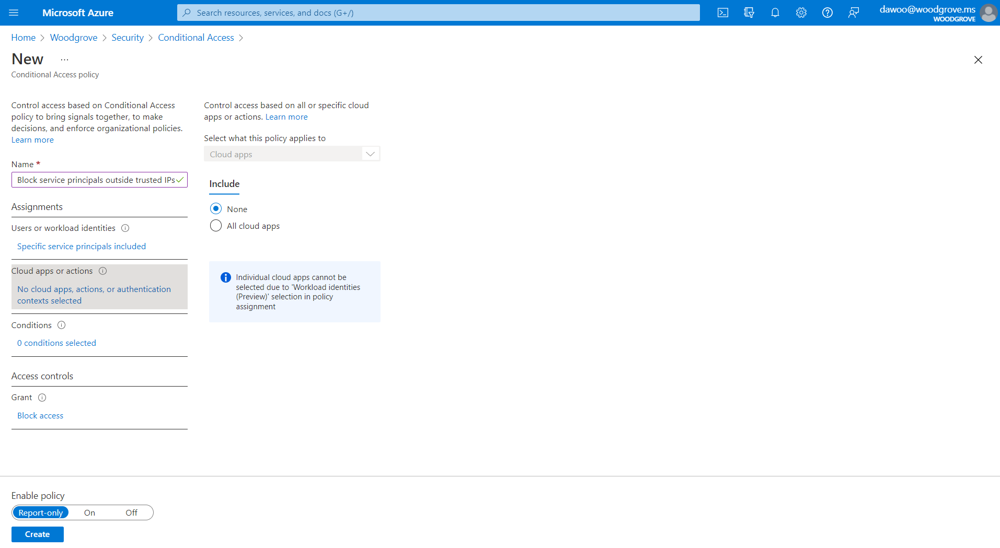 Microsoft Azure
Search resources, services, and docs (G+/)
dawoo@woodgrove.ms
WOODGROVE
Home > Woodgrove > Security > Conditional Access >
New ...
Conditional Access policy
Control access based on Conditional Access
policy to bring signals together, to make
decisions, and enforce organizational policies.
Learn more
Name *
Block service principals outside trusted IPs
Assignments
Users or workload identities
Specific service principals included
Cloud apps or actions
No cloud apps, actions, or authentication
contexts selected
Conditions
0 conditions selected
Access controls
Grant
Block access
Control access based on all or specific cloud
apps or actions. Learn more
Select what this policy applies to
Cloud apps
Include
None
All cloud apps
Individual cloud apps cannot be
selected due to 'Workload identities
(Preview)' selection in policy
assignment
Enable policy
Report-only On Off
Create